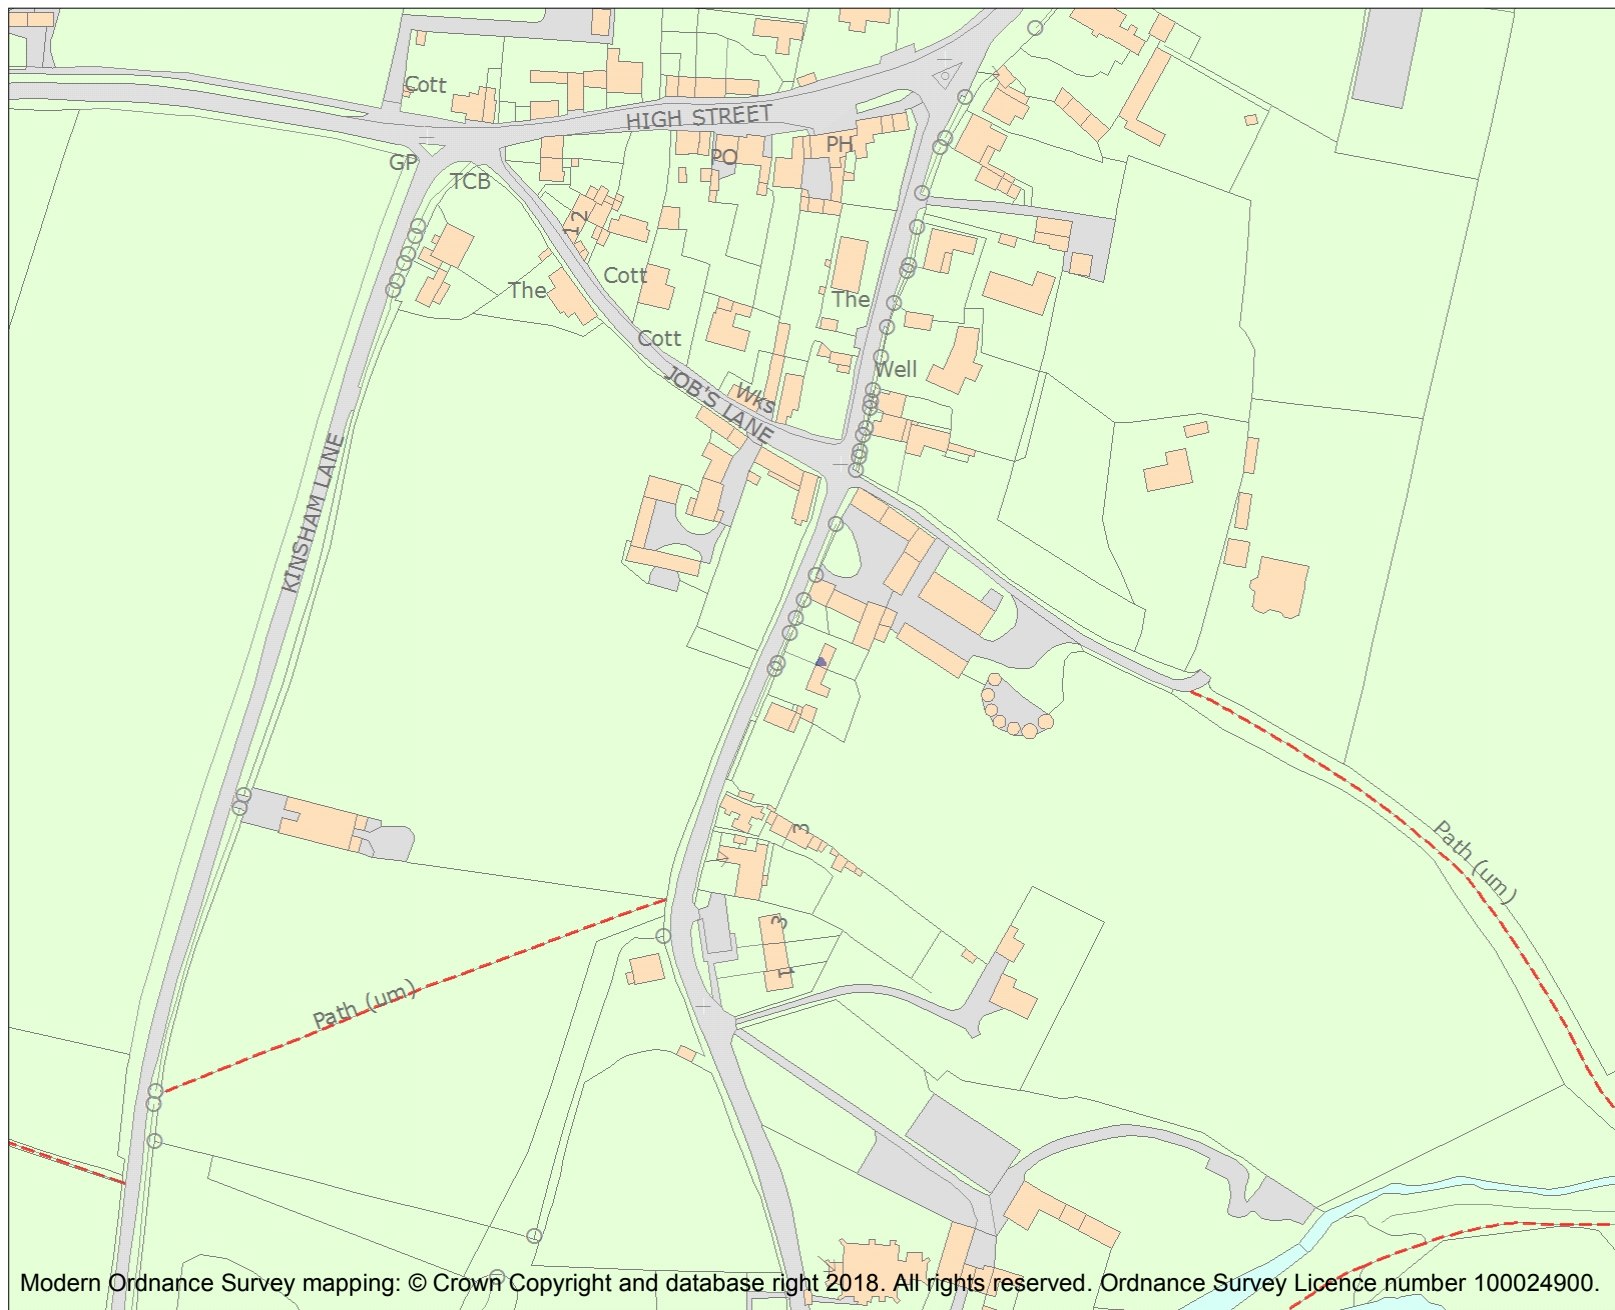 Cott
HIGH STREET
PO
PH
GP
TCB
12
The
Cott
The
Cott
Well
JOB'S LANE
Wks
KINSHAM LANE
3
Path (um)
3
1
Path (um)
Modern Ordnance Survey mapping: © Crown Copyright and database right 2018. All rights reserved. Ordnance Survey Licence number 100024900.